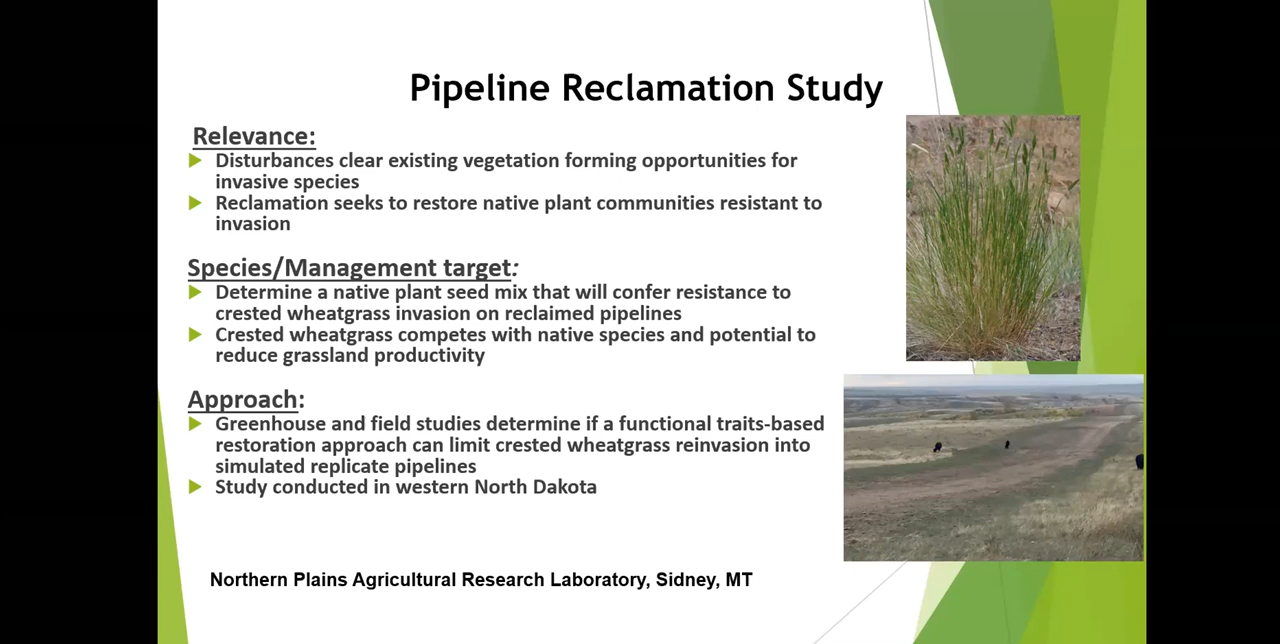 Pipeline Reclamation Study
Relevance:
Disturbances clear existing vegetation forming opportunities for
invasive species
Reclamation seeks to restore native plant communities resistant to
invasion
Species/Management target:
Determine a native plant seed mix that will confer resistance to
crested wheatgrass invasion on reclaimed pipelines
Crested wheatgrass competes with native species and potential to
reduce grassland productivity
Approach:
Greenhouse and field studies determine if a functional traits-based
restoration approach can limit crested wheatgrass reinvasion into
simulated replicate pipelines
Study conducted in western North Dakota
Northern Plains Agricultural Research Laboratory, Sidney, MT